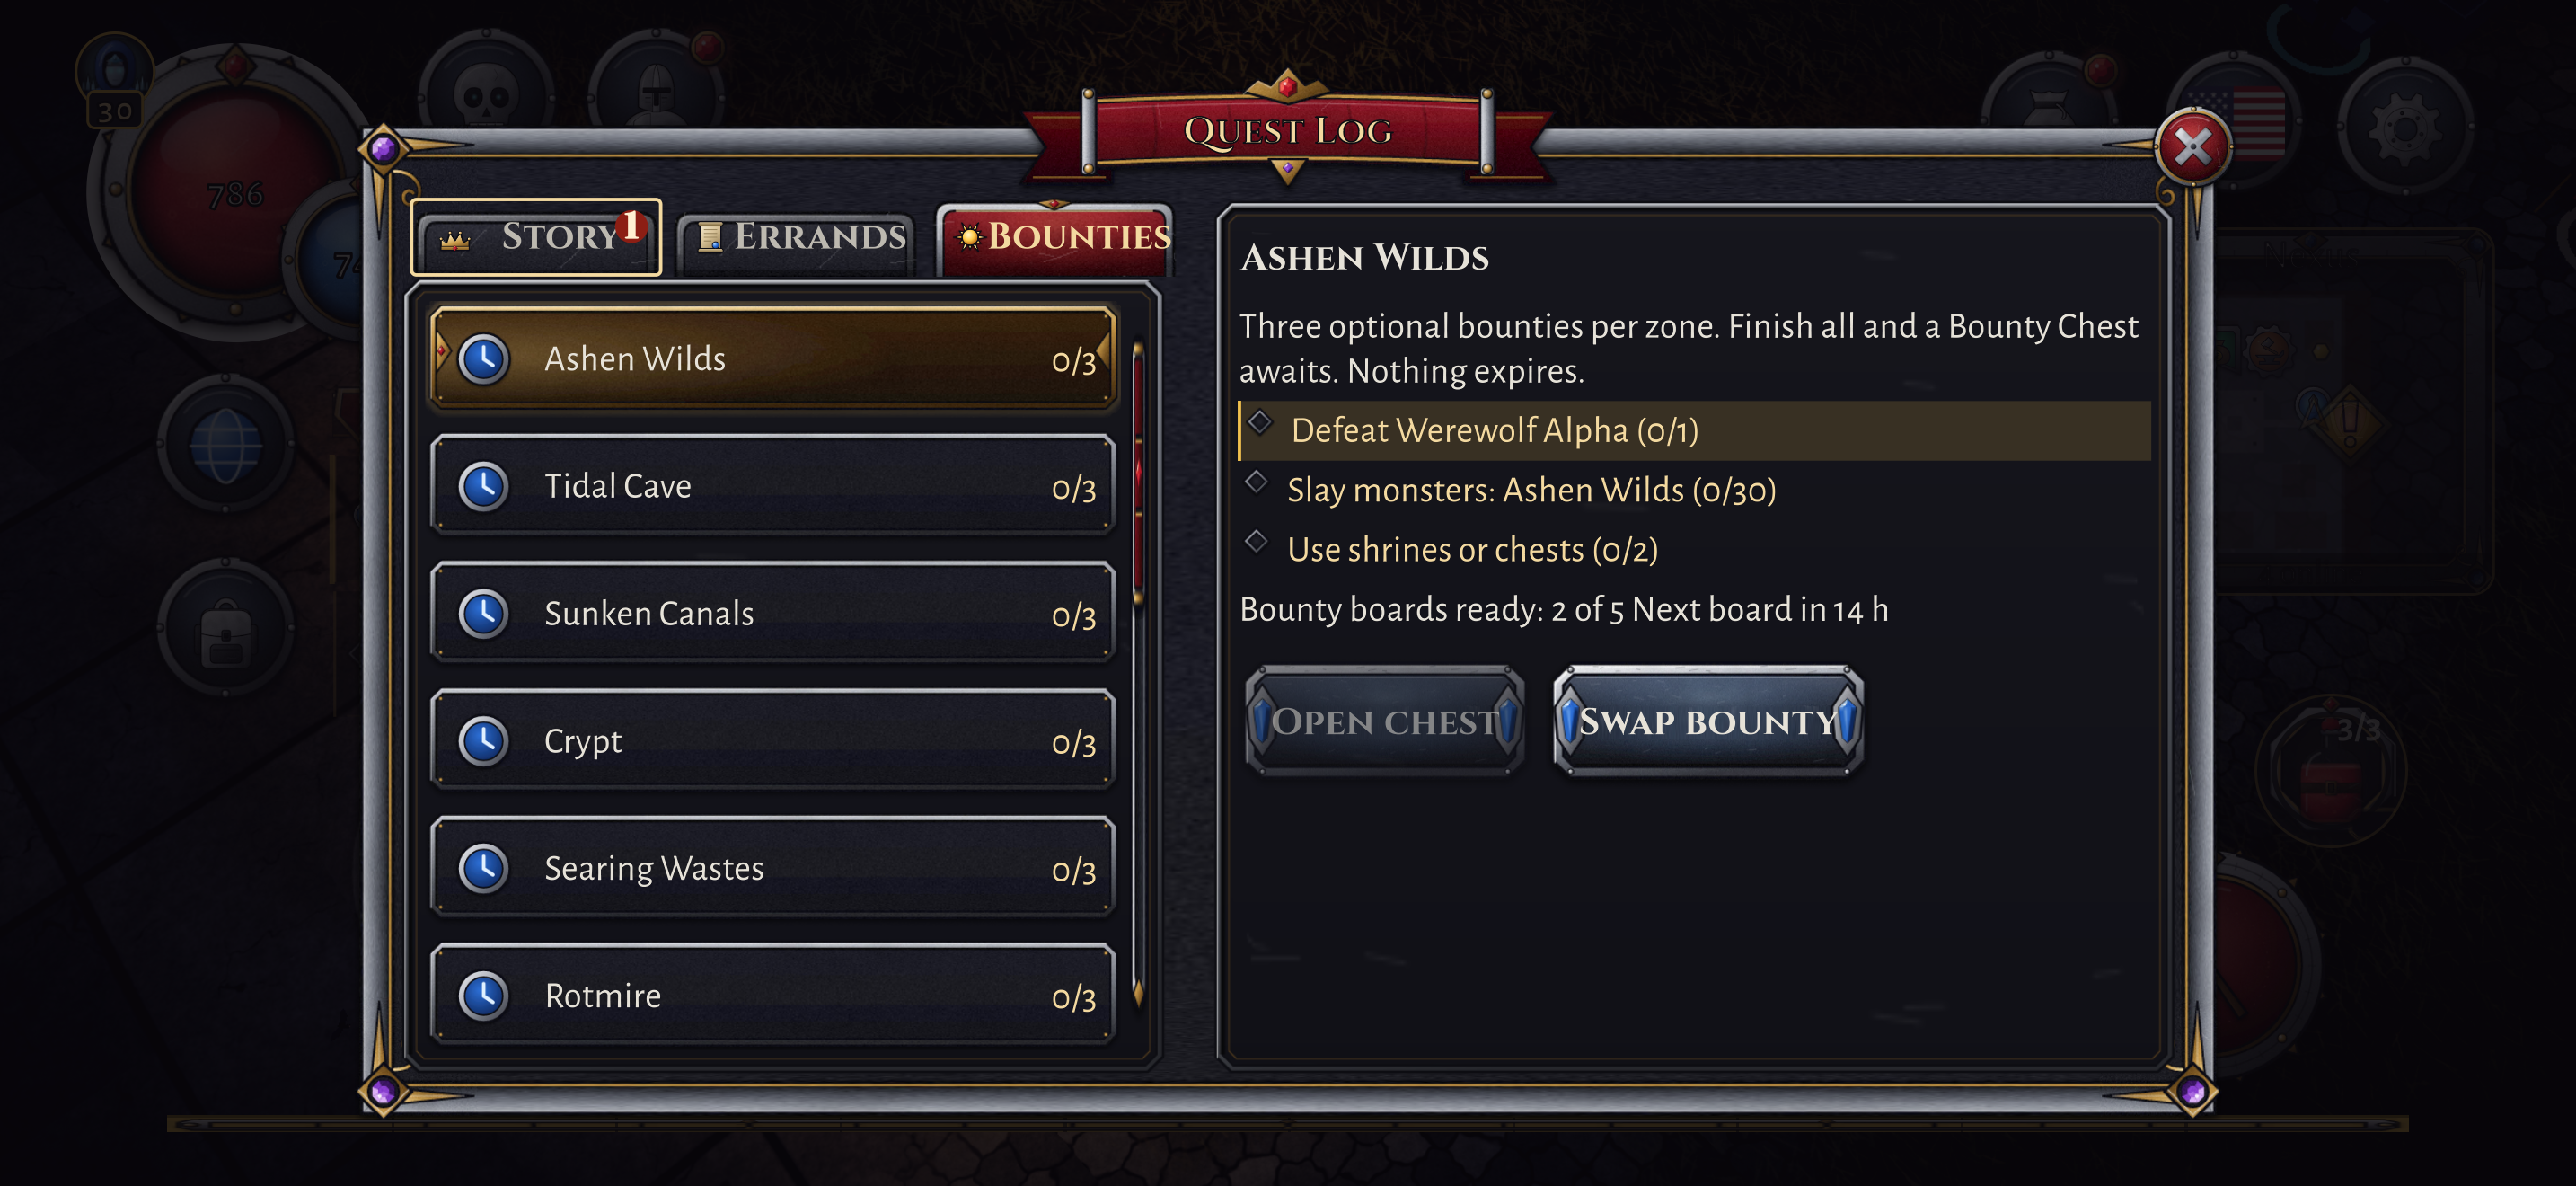 30
786
QUEST LOG
STORY 1
ERRANDS
BOUNTIES
Ashen Wilds 0/3
Tidal Cave 0/3
Sunken Canals 0/3
Crypt 0/3
Searing Wastes 0/3
Rotmire 0/3
ASHEN WILDS
Three optional bounties per zone. Finish all and a Bounty Chest
awaits. Nothing expires.
Defeat Werewolf Alpha (0/1)
Slay monsters: Ashen Wilds (0/30)
Use shrines or chests (0/2)
Bounty boards ready: 2 of 5 Next board in 14 h
OPEN CHEST
SWAP BOUNTY
3/3